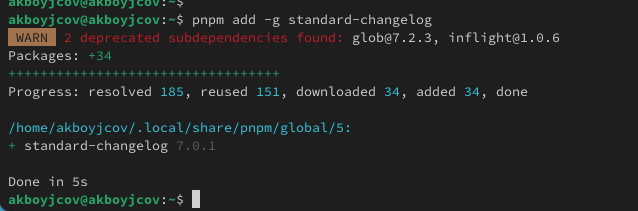 akboyjcov@akboyjcov:~$
akboyjcov@akboyjcov:~$ pnpm add -g standard-changelog
WARN 2 deprecated subdependencies found: glob@7.2.3, inflight@1.0.6
Packages: +34
++++++++++++++++++++++++++++++++++
Progress: resolved 185, reused 151, downloaded 34, added 34, done
/home/akboyjcov/.local/share/pnpm/global/5:
+ standard-changelog 7.0.1
Done in 5s
akboyjcov@akboyjcov:~$